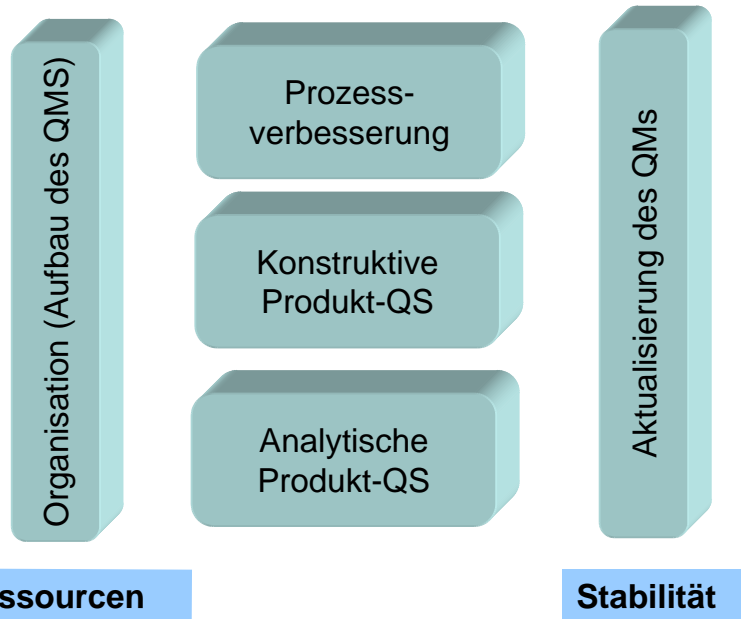 Organisation (Aufbau des QMS)
Prozess-
verbesserung
Konstruktive
Produkt-QS
Analytische
Produkt-QS
Aktualisierung des QMs
ssourcen
Stabilität